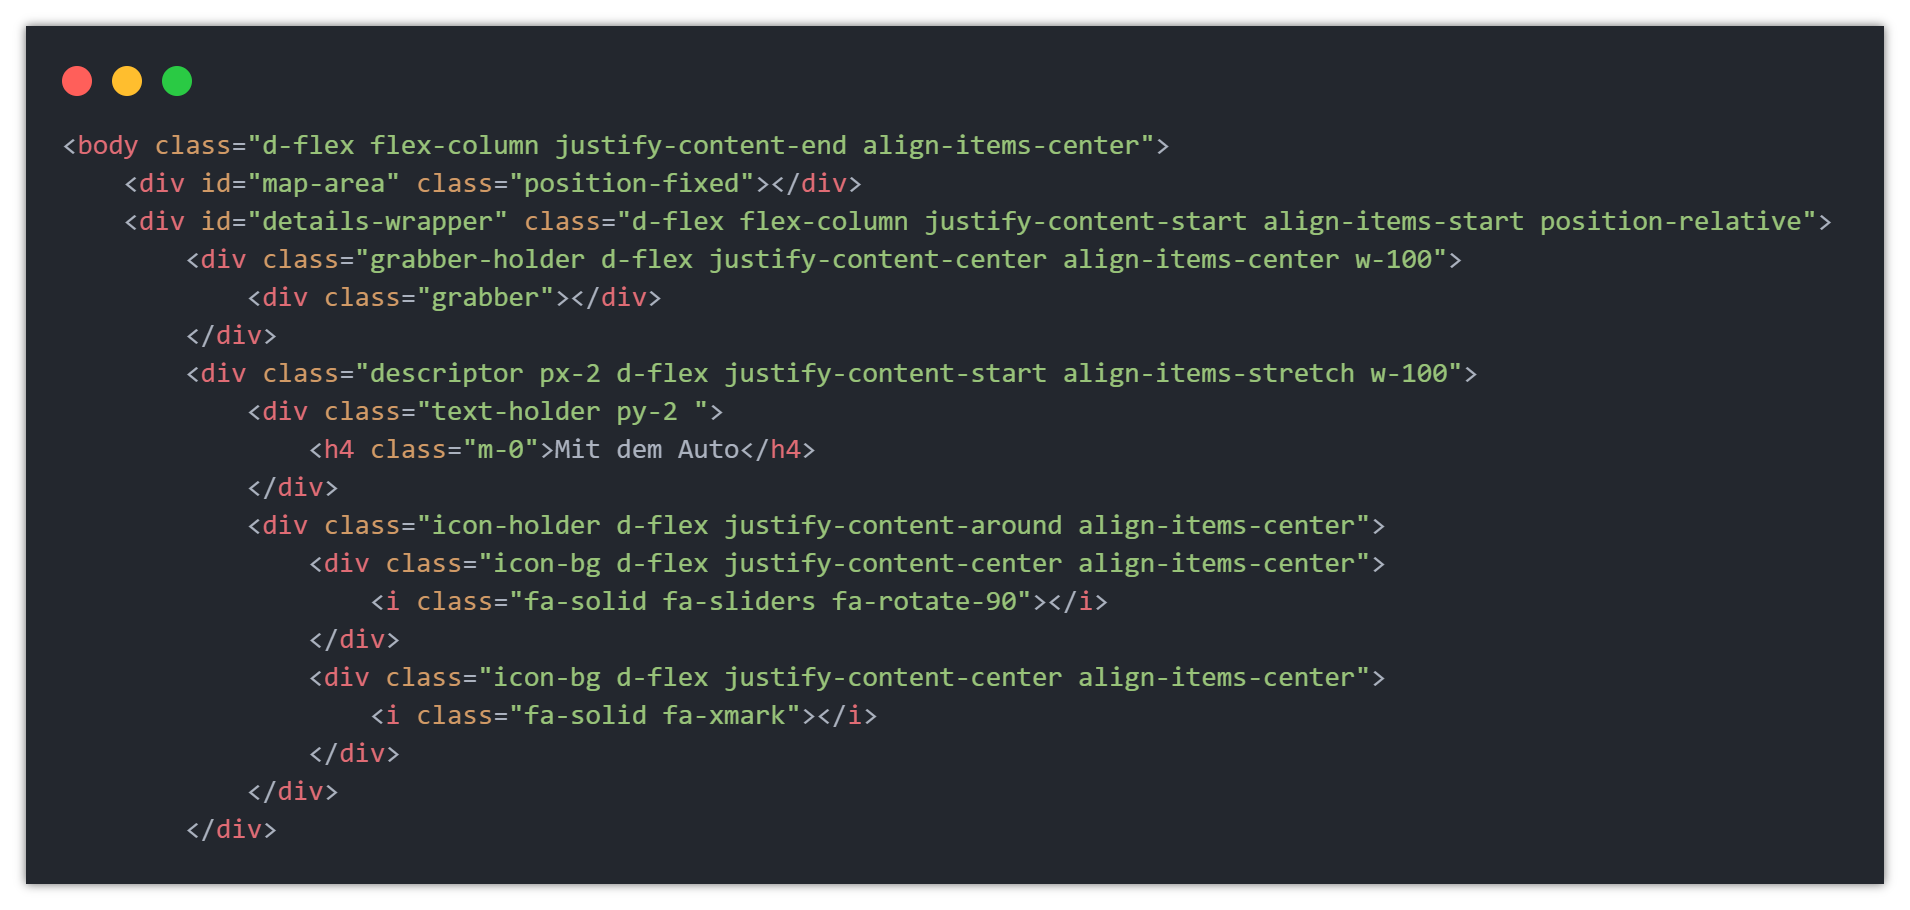 <body class="d-flex flex-column justify-content-end align-items-center">
    <div id="map-area" class="position-fixed"></div>
    <div id="details-wrapper" class="d-flex flex-column justify-content-start align-items-start position-relative">
        <div class="grabber-holder d-flex justify-content-center align-items-center w-100">
            <div class="grabber"></div>
        </div>
        <div class="descriptor px-2 d-flex justify-content-start align-items-stretch w-100">
            <div class="text-holder py-2 ">
                <h4 class="m-0">Mit dem Auto</h4>
            </div>
            <div class="icon-holder d-flex justify-content-around align-items-center">
                <div class="icon-bg d-flex justify-content-center align-items-center">
                    <i class="fa-solid fa-sliders fa-rotate-90"></i>
                </div>
                <div class="icon-bg d-flex justify-content-center align-items-center">
                    <i class="fa-solid fa-xmark"></i>
                </div>
            </div>
        </div>